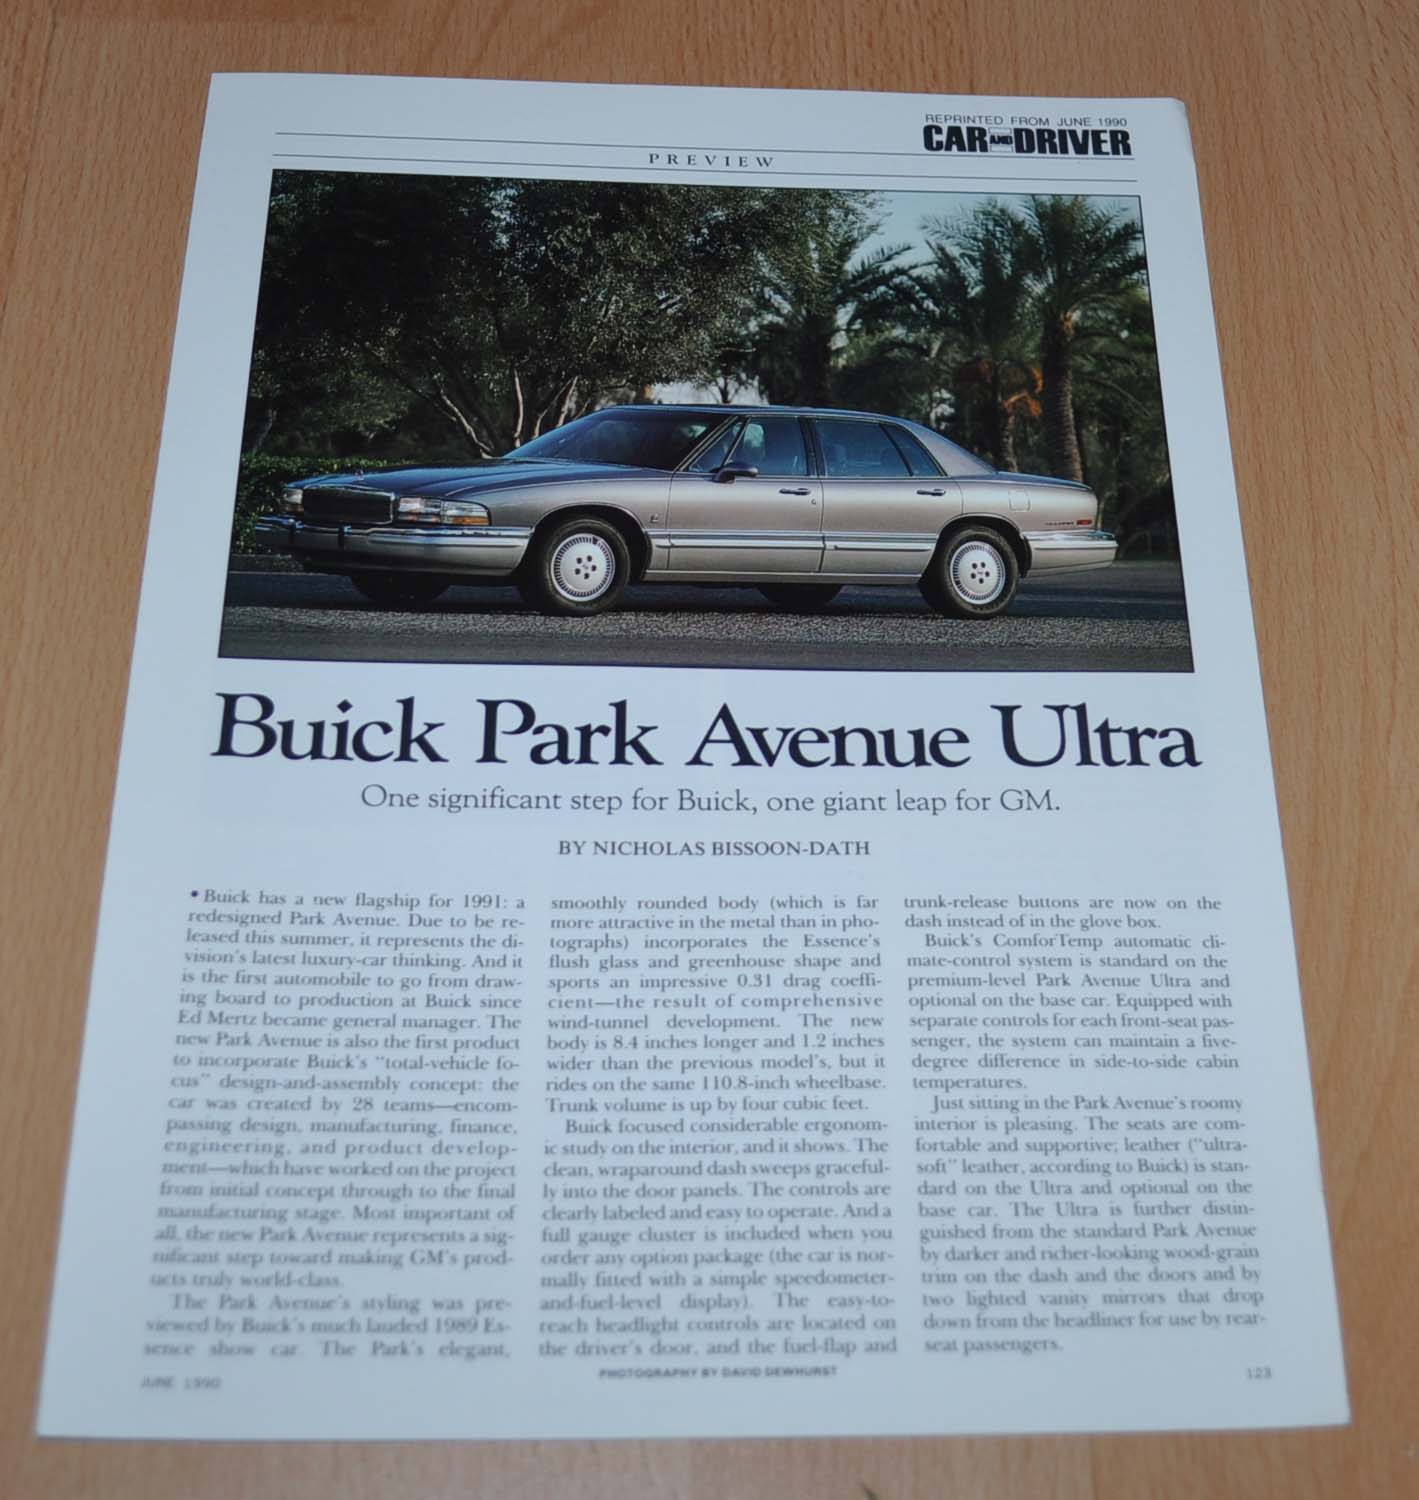 REPRINTED FROM JUNE 1990
CAR AND DRIVER
PREVIEW
Buick Park Avenue Ultra
One significant step for Buick, one giant leap for GM.
BY NICHOLAS BISSOON-DATH
• Buick has a new flagship for 1991: a
redesigned Park Avenue. Due to be re-
leased this summer, it represents the di-
vision's latest luxury-car thinking. And it
is the first automobile to go from draw-
ing board to production at Buick since
Ed Mertz became general manager. The
new Park Avenue is also the first product
to incorporate Buick's "total-vehicle fo-
cus" design-and-assembly concept: the
car was created by 28 teams—encom-
passing design, manufacturing, finance,
engineering, and product develop-
ment—which have worked on the project
from initial concept through to the final
manufacturing stage. Most important of
all, the new Park Avenue represents a sig-
nificant step toward making GM's prod-
ucts truly world-class.
The Park Avenue's styling was pre-
viewed by Buick's much lauded 1989 Es-
sence show car. The Park's elegant,
smoothly rounded body (which is far
more attractive in the metal than in pho-
tographs) incorporates the Essence's
flush glass and greenhouse shape and
sports an impressive 0.31 drag coeffi-
cient—the result of comprehensive
wind-tunnel development. The new
body is 8.4 inches longer and 1.2 inches
wider than the previous model's, but it
rides on the same 110.8-inch wheelbase.
Trunk volume is up by four cubic feet.
Buick focused considerable ergonom-
ic study on the interior, and it shows. The
clean, wraparound dash sweeps graceful-
ly into the door panels. The controls are
clearly labeled and easy to operate. And a
full gauge cluster is included when you
order any option package (the car is nor-
mally fitted with a simple speedometer-
and-fuel-level display). The easy-to-
reach headlight controls are located on
the driver's door, and the fuel-flap and
trunk-release buttons are now on the
dash instead of in the glove box.
Buick's ComforTemp automatic cli-
mate-control system is standard on the
premium-level Park Avenue Ultra and
optional on the base car. Equipped with
separate controls for each front-seat pas-
senger, the system can maintain a five-
degree difference in side-to-side cabin
temperatures.
Just sitting in the Park Avenue's roomy
interior is pleasing. The seats are com-
fortable and supportive; leather ("ultra-
soft" leather, according to Buick) is stan-
dard on the Ultra and optional on the
base car. The Ultra is further distin-
guished from the standard Park Avenue
by darker and richer-looking wood-grain
trim on the dash and the doors and by
two lighted vanity mirrors that drop
down from the headliner for use by rear-
seat passengers.
JUNE 1990
PHOTOGRAPHY BY DAVID DEWHURST
123